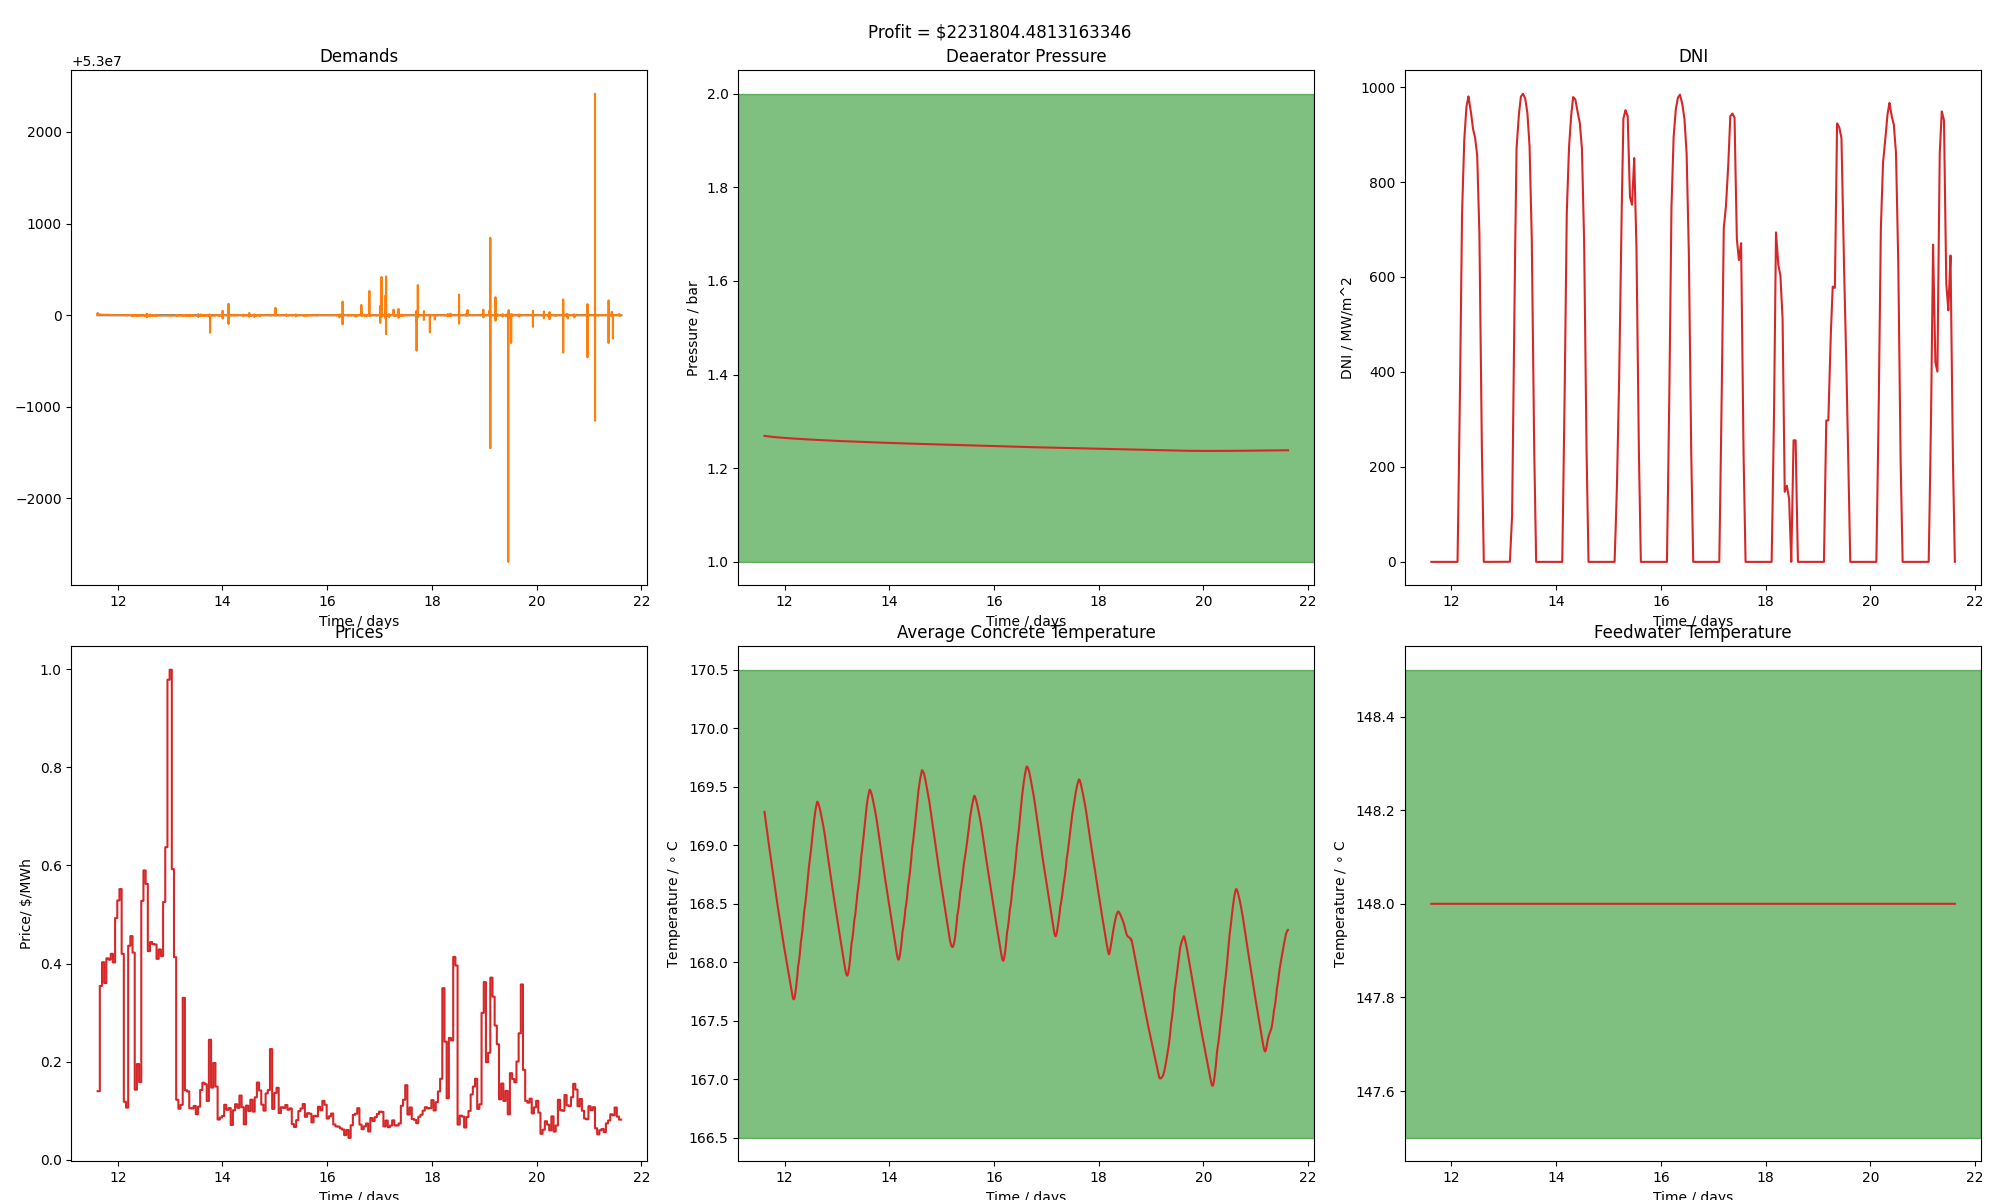 Profit = $2231804.4813163346
Demands
+5.3e7
2000
1000
0
−1000
−2000
12 14 16 18 20 22
Time / days
Deaerator Pressure
Pressure / bar
2.0
1.8
1.6
1.4
1.2
1.0
12 14 16 18 20 22
Time / days
DNI
DNI / MW/m^2
1000
800
600
400
200
0
12 14 16 18 20 22
Time / days
Prices
Price/ $/MWh
1.0
0.8
0.6
0.4
0.2
0.0
12 14 16 18 20 22
Time / days
Average Concrete Temperature
Temperature / ∘ C
170.5
170.0
169.5
169.0
168.5
168.0
167.5
167.0
166.5
12 14 16 18 20 22
Time / days
Feedwater Temperature
Temperature / ∘ C
148.4
148.2
148.0
147.8
147.6
12 14 16 18 20 22
Time / days